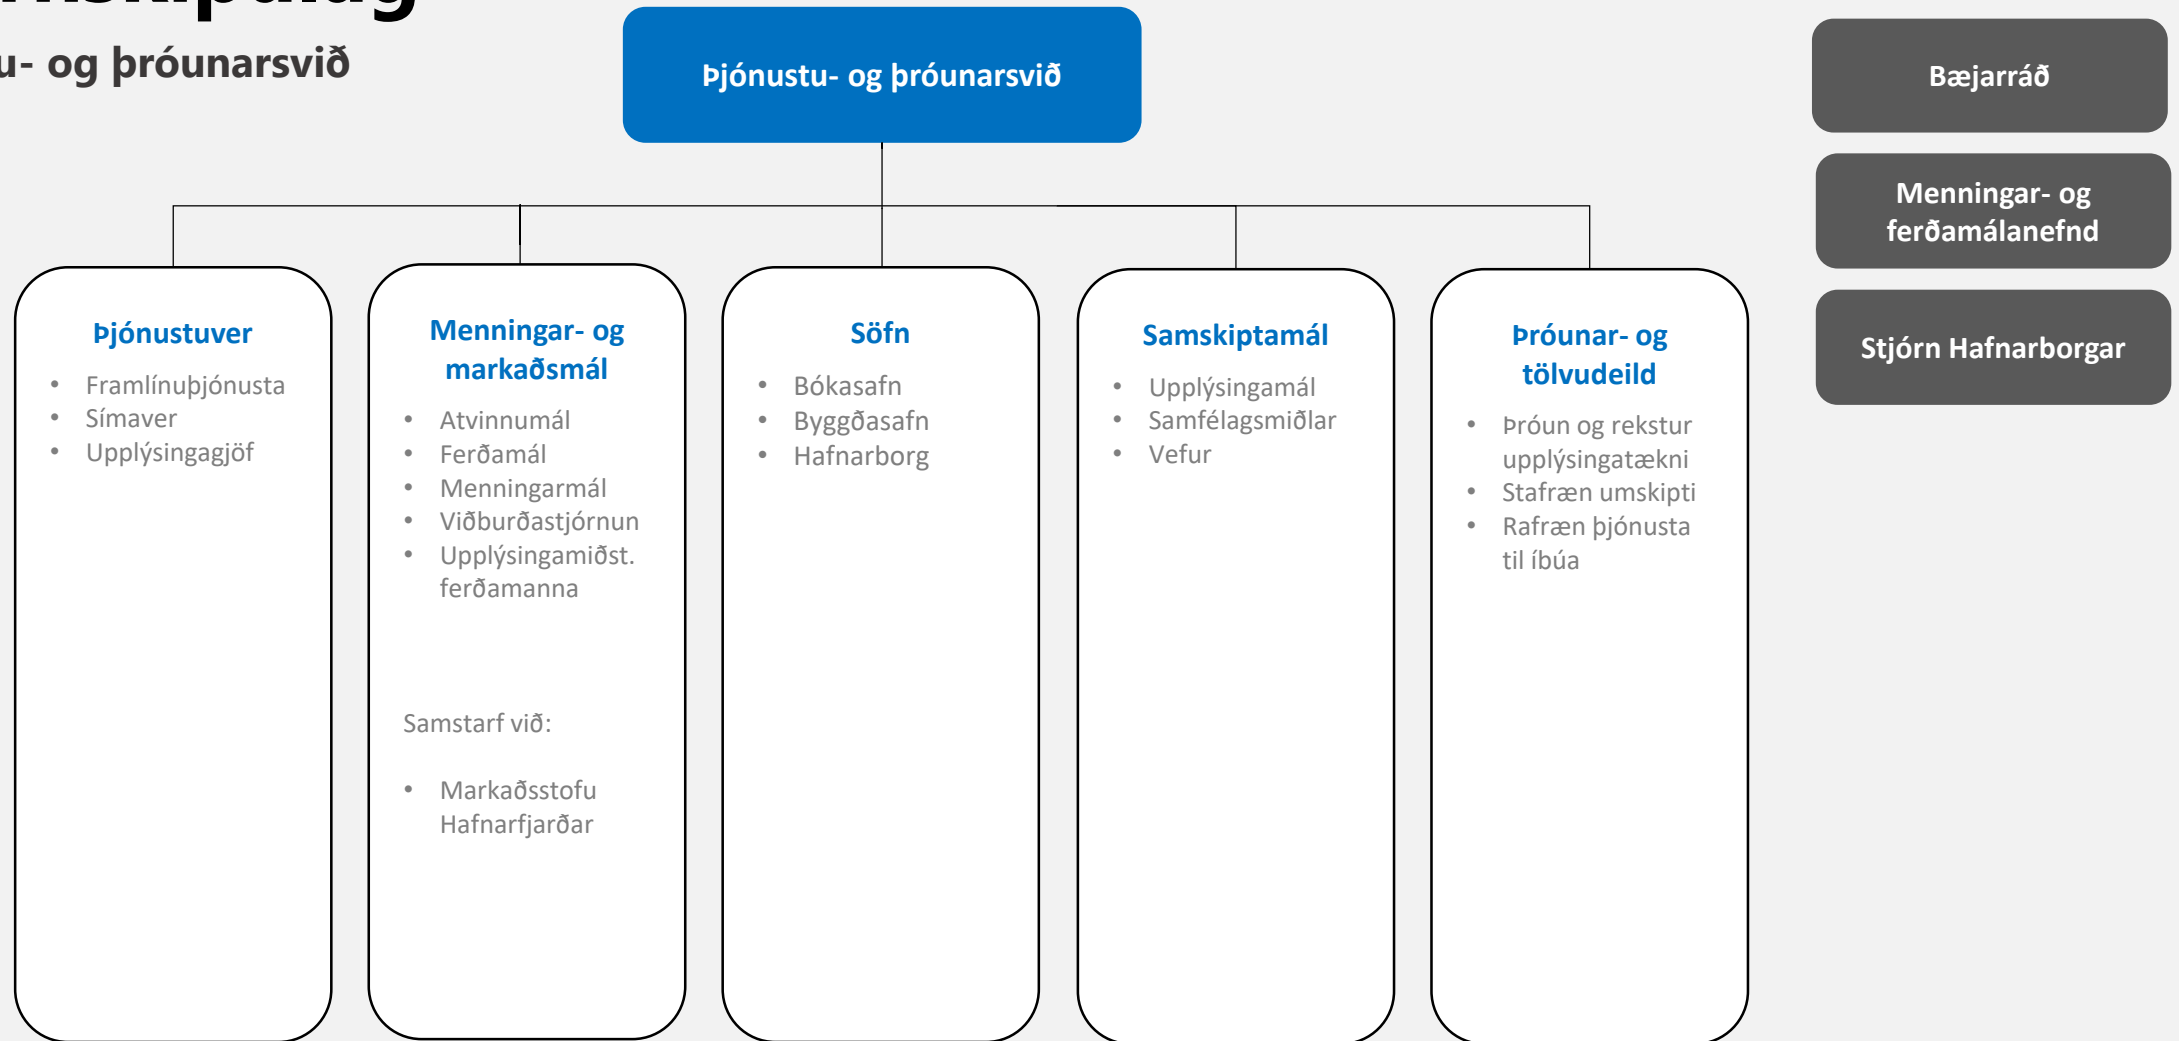 og þróunarsvið
Þjónustu- og þróunarsvið
Bæjarráð
Menningar- og
ferðamálanefnd
Stjórn Hafnarborgar
Þjónustuver
• Framlínuþjónusta
• Símaver
• Upplýsingagjöf
Menningar- og
markaðsmál
• Atvinnumál
• Ferðamál
• Menningarmál
• Viðburðastjórnun
• Upplýsingamiðst.
ferðamanna
Samstarf við:
• Markaðsstofu
Hafnarfjarðar
Söfn
• Bókasafn
• Byggðasafn
• Hafnarborg
Samskiptamál
• Upplýsingamál
• Samfélagsmiðlar
• Vefur
Þróunar- og
tölvudeild
• Þróun og rekstur
upplýsingatækni
• Stafræn umskipti
• Rafræn þjónusta
til íbúa